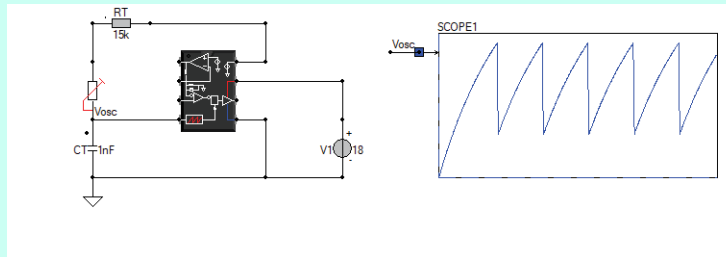 RT
15k
Vosc
CT 1nF
V1 18
+
-
SCOPE1
Vosc